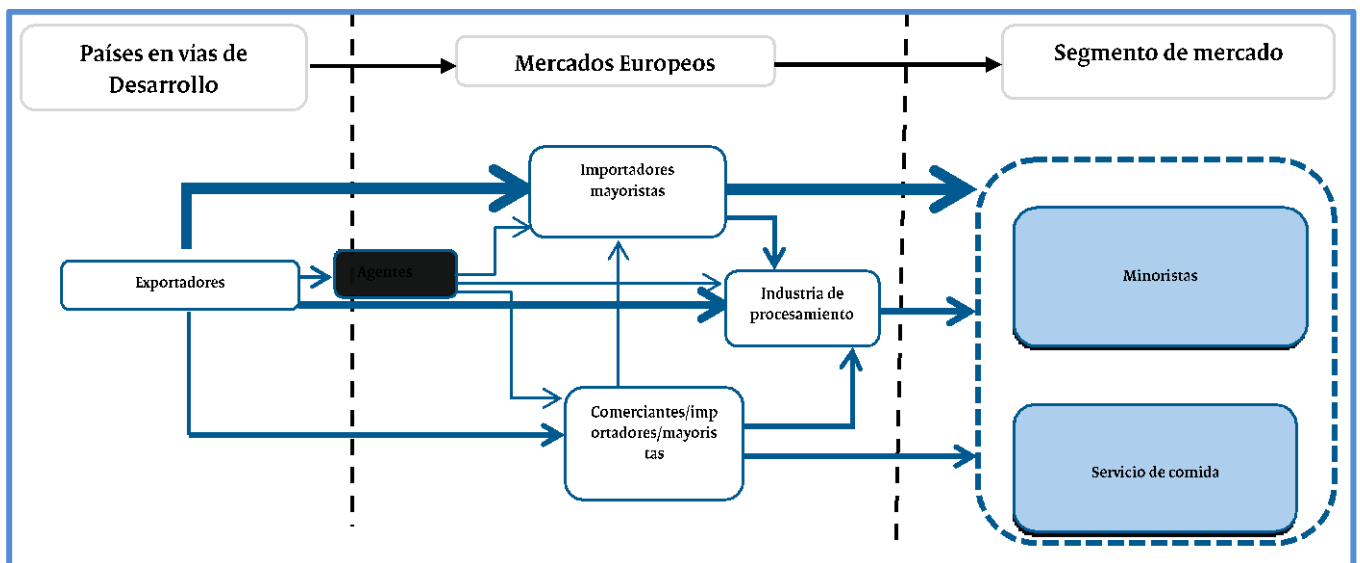 Países en vías de
Desarrollo
Mercados Europeos
Segmento de mercado
Importadores
mayoristas
Exportadores
Agentes
Industria de
procesamiento
Minoristas
Comerciantes/imp
ortadores/mayoris
tas
Servicio de comida